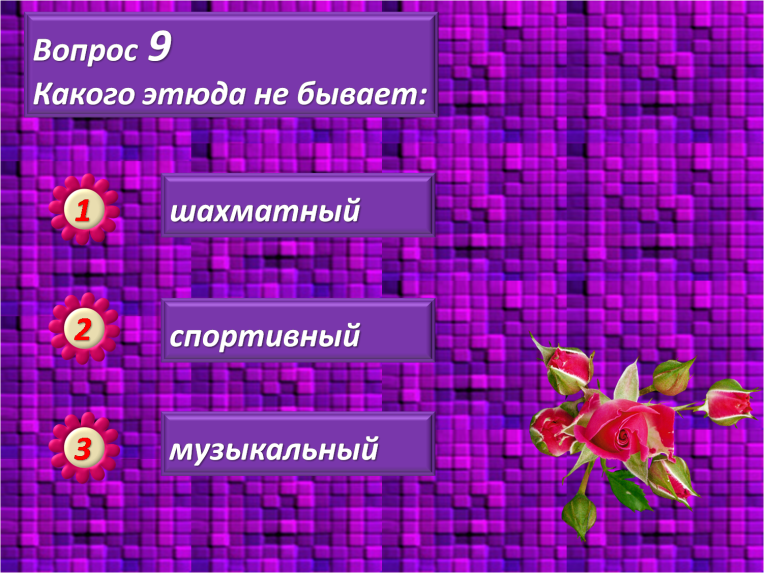 Вопрос 9
Какого этюда не бывает:
1 шахматный
2 спортивный
3 музыкальный